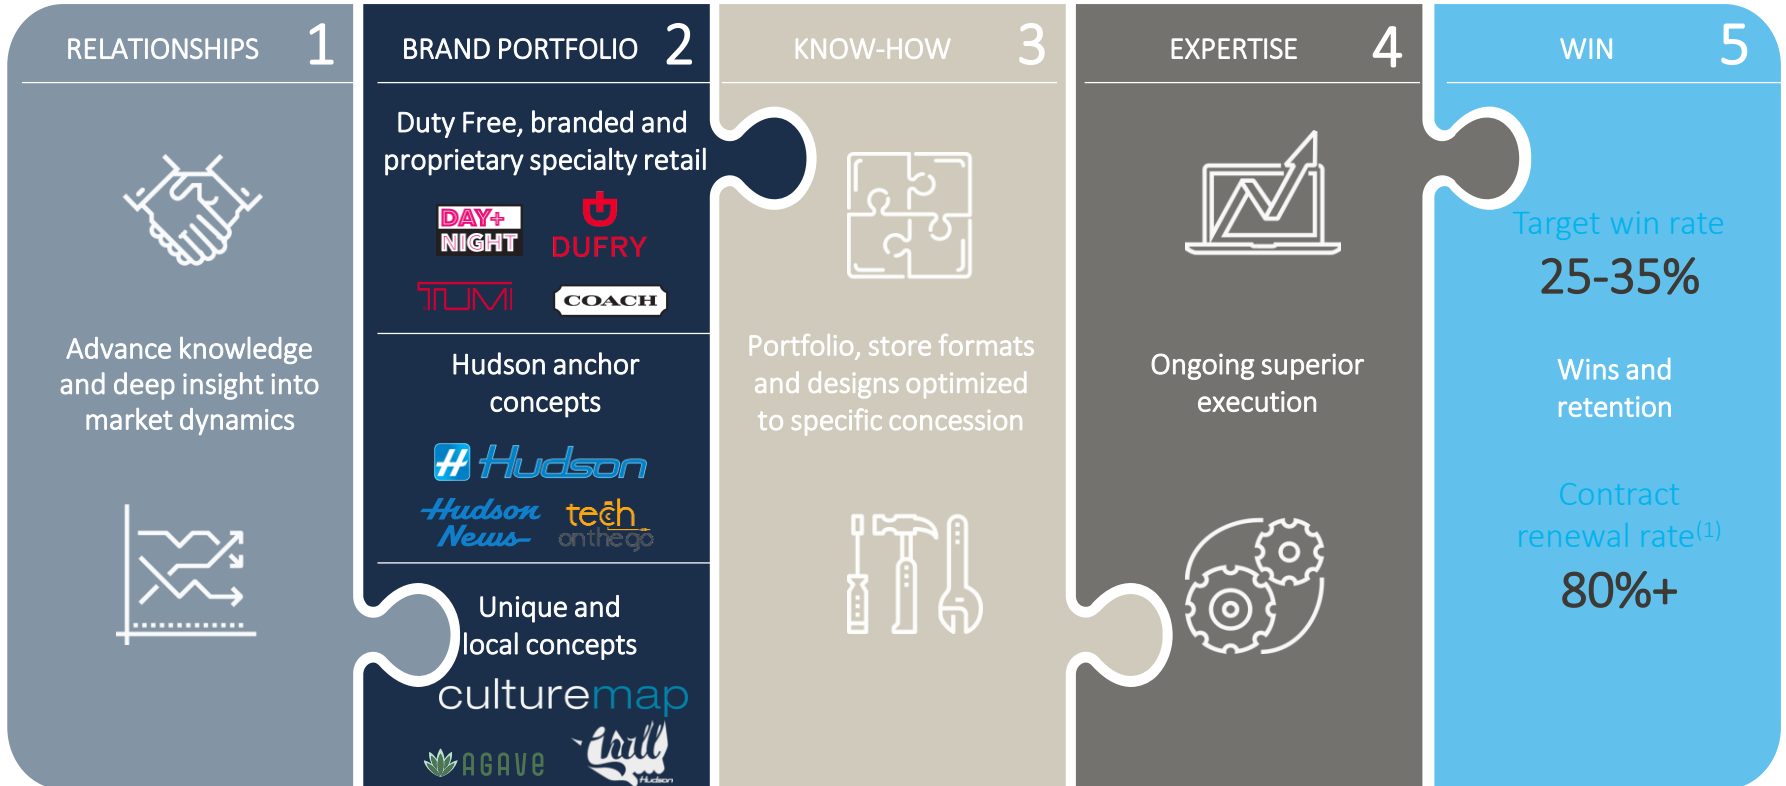 RELATIONSHIPS 1
Advance knowledge
and deep insight into
market dynamics
BRAND PORTFOLIO 2
Duty Free, branded and
proprietary specialty retail
DAY+
NIGHT
DUFRY
TUMI
COACH
Hudson anchor
concepts
H Hudson
Hudson
News
tech
onthego
Unique and
local concepts
culturemap
AGAVE
Hudson
KNOW-HOW 3
Portfolio, store formats
and designs optimized
to specific concession
EXPERTISE 4
Ongoing superior
execution
WIN 5
Target win rate
25-35%
Wins and
retention
Contract
renewal rate(1)
80%+